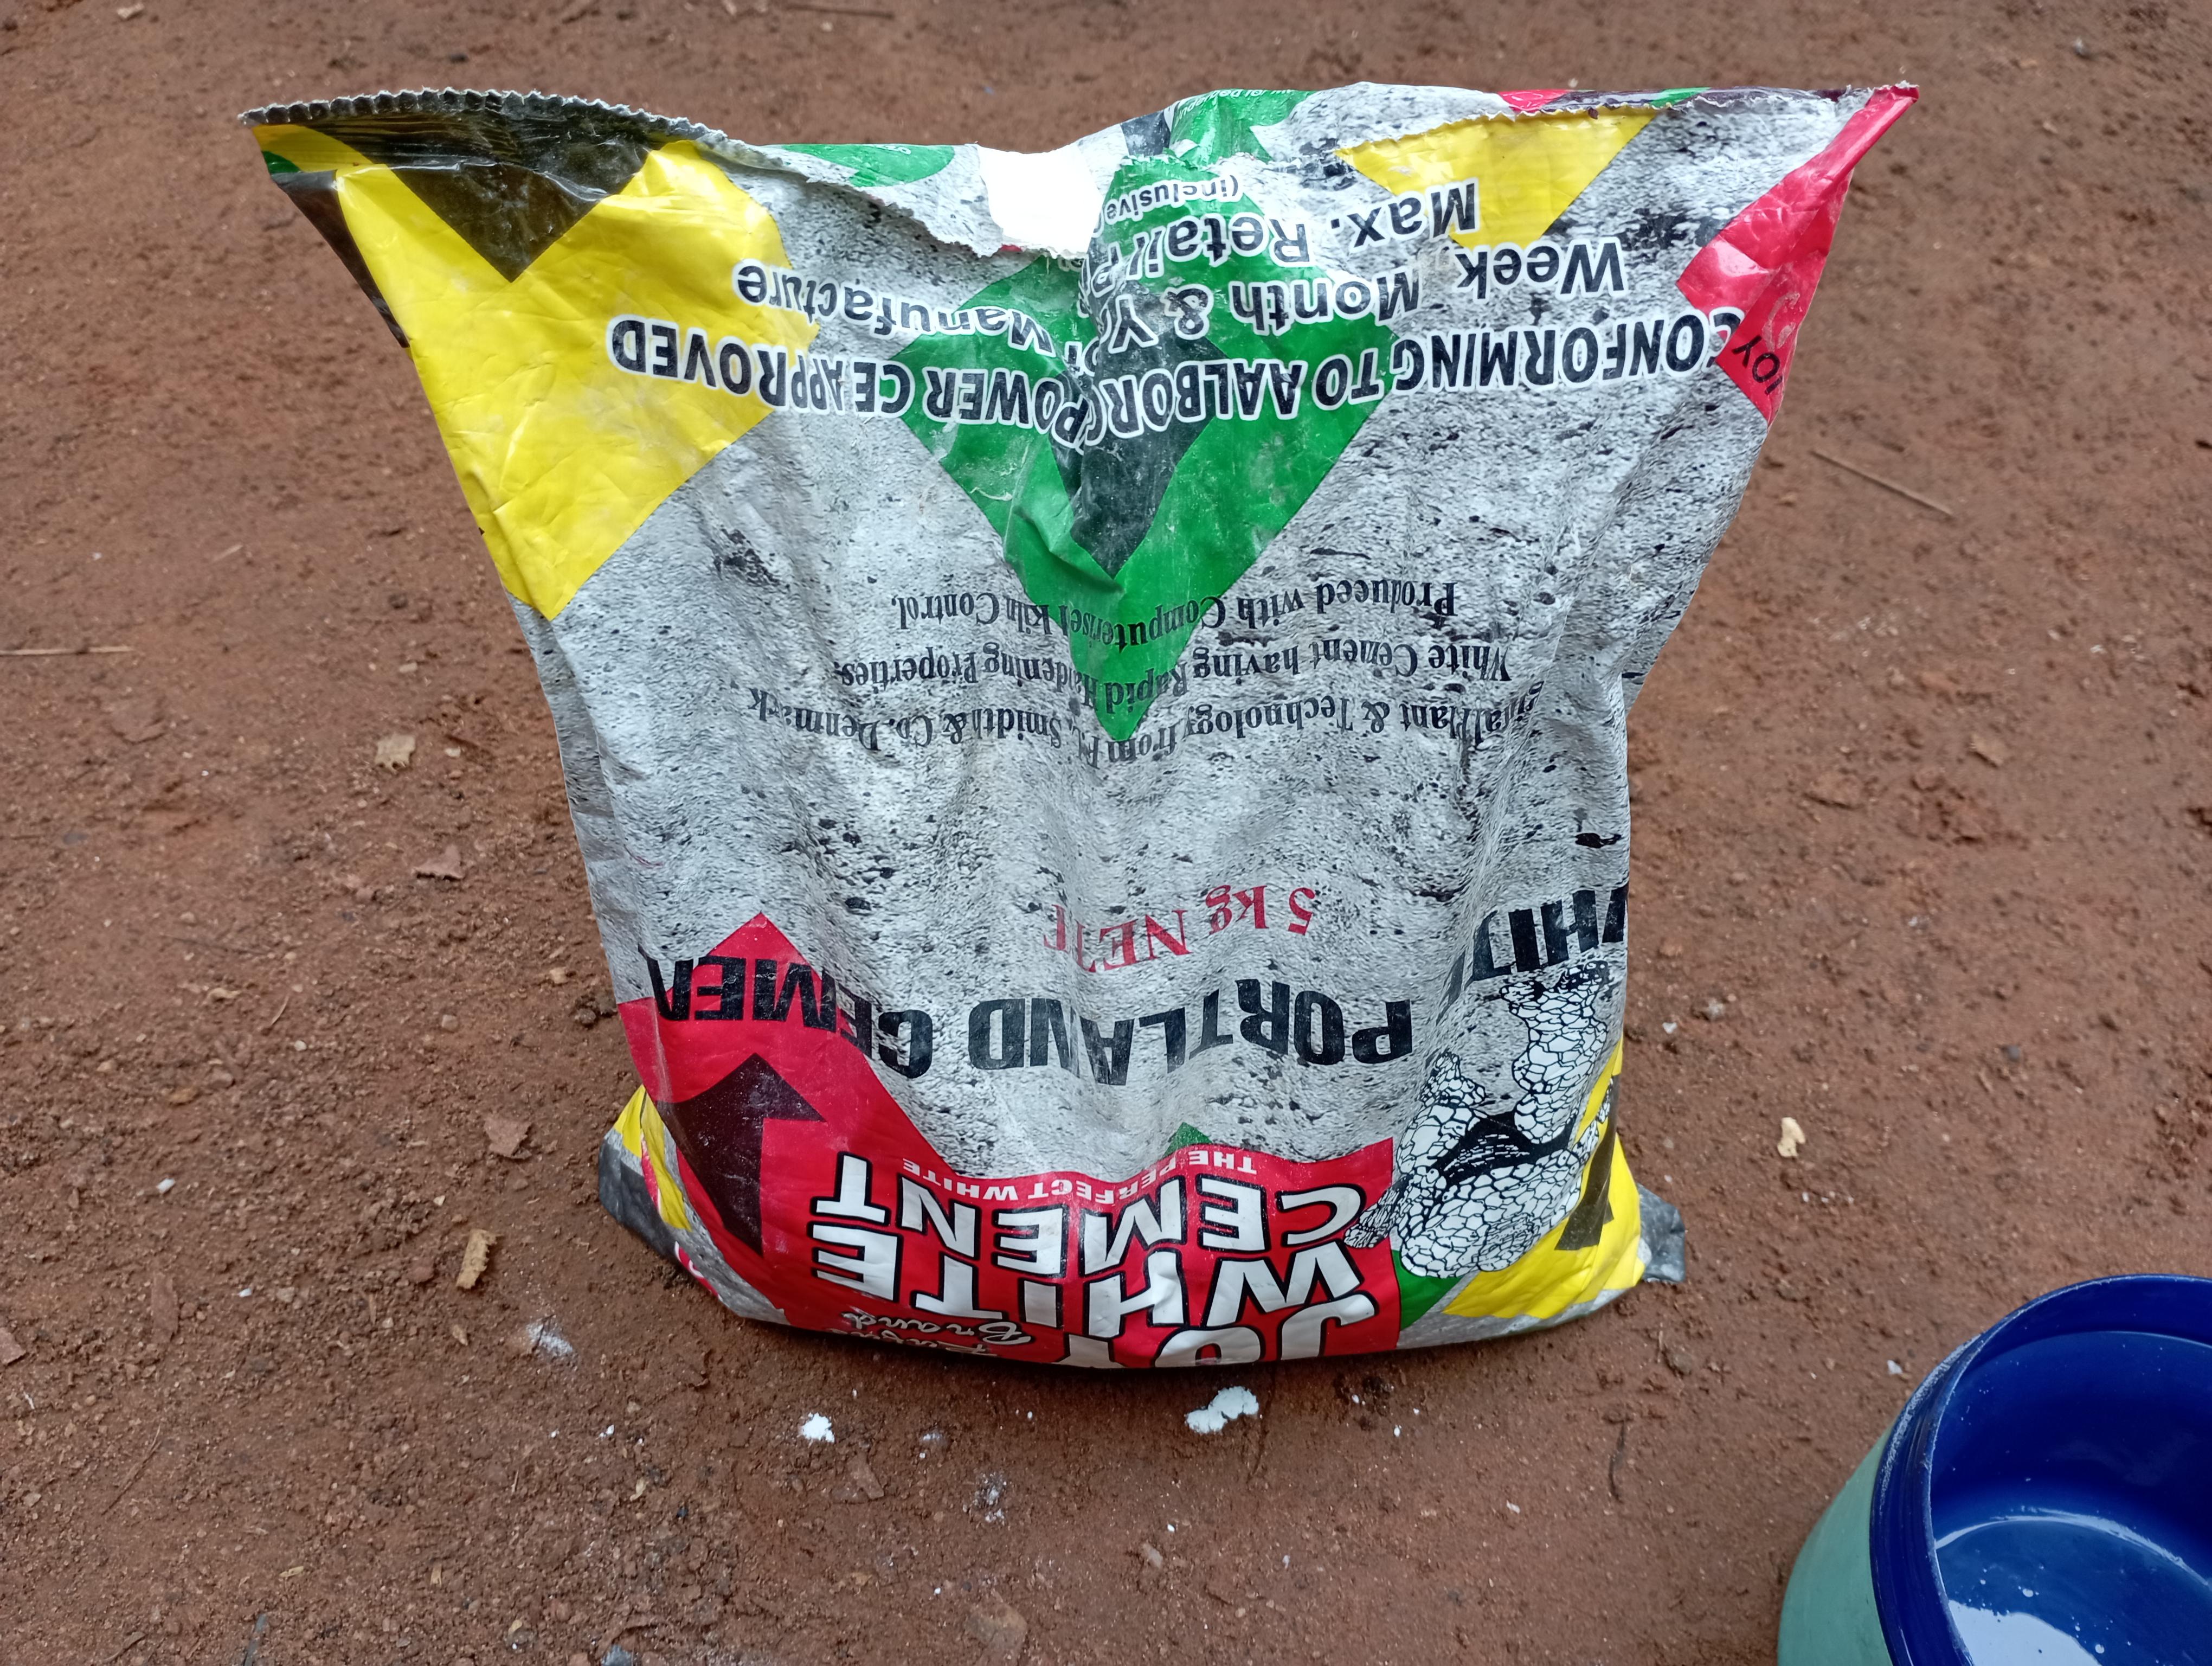 JOY
WHITE
CEMENT
THE PERFECT WHITE
Brand
PORTLAND CEMEN
WHITE
5 kg NETT
Plant & Technology from F.L. Smidth & Co. Denmark
White Cement having Rapid Hardening Properties.
Produced with Computerised Kiln Control.
CONFORMING TO AALBORG POWER CE APPROVED
Week Month & Y of Manufacture
Max. Retail P
(inclusive
JOY